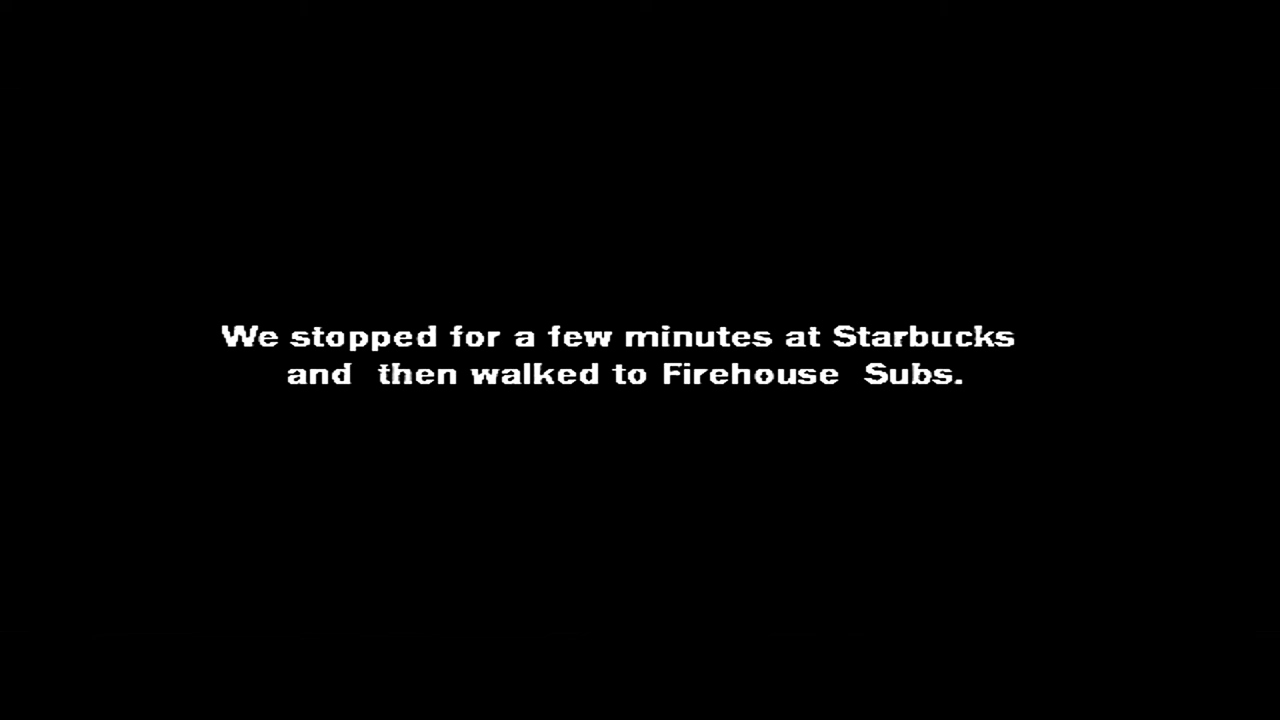 We stopped for a few minutes at Starbucks
and  then walked to Firehouse  Subs.